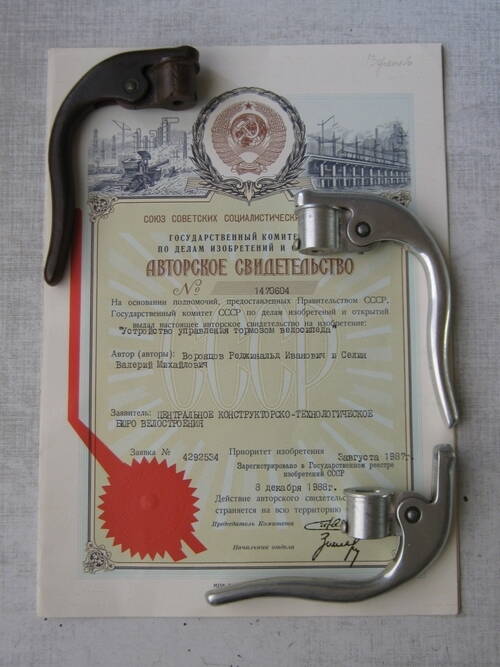 СОЮЗ СОВЕТСКИХ СОЦИАЛИСТИЧЕСКИ
ГОСУДАРСТВЕННЫЙ КОМИТЕ
ПО ДЕЛАМ ИЗОБРЕТЕНИЙ И
АВТОРСКОЕ СВИДЕТЕЛЬСТВО
№ 1470604
На основании полномочий, предоставленных Правительством СССР,
Государственный комитет СССР по делам изобретений и открытий
выдал настоящее авторское свидетельство на изобретение:
"Устройство управления тормозом велосипеда"
Автор (авторы): Воронцов Реджинальд Иванович и Селин
Валерий Михайлович
СССР
Заявитель: ЦЕНТРАЛЬНОЕ КОНСТРУКТОРСКО-ТЕХНОЛОГИЧЕСКОЕ
БЮРО ВЕЛОСТРОЕНИЯ
Заявка № 4292534 Приоритет изобретения 3августа 1987г.
Зарегистрировано в Государственном реестре
изобретений СССР
8 декабря 1988г.
Действие авторского свидетельс
страняется на всю территорию
Председатель Комитета
Начальник отдела